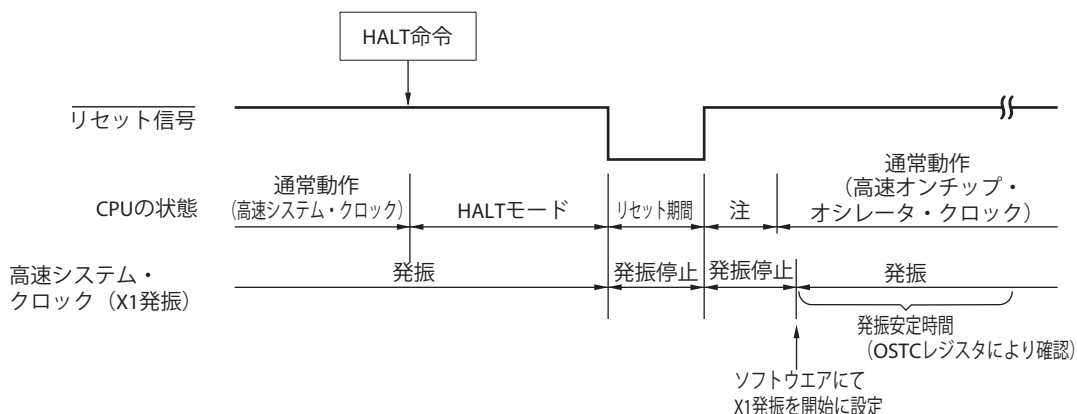 HALT命令
リセット信号
CPUの状態
通常動作
(高速システム・クロック)
HALTモード
リセット期間
注
通常動作
(高速オンチップ・
オシレータ・クロック)
高速システム・
クロック(X1発振)
発振
発振停止
発振停止
発振
発振安定時間
(OSTCレジスタにより確認)
ソフトウエアにて
X1発振を開始に設定